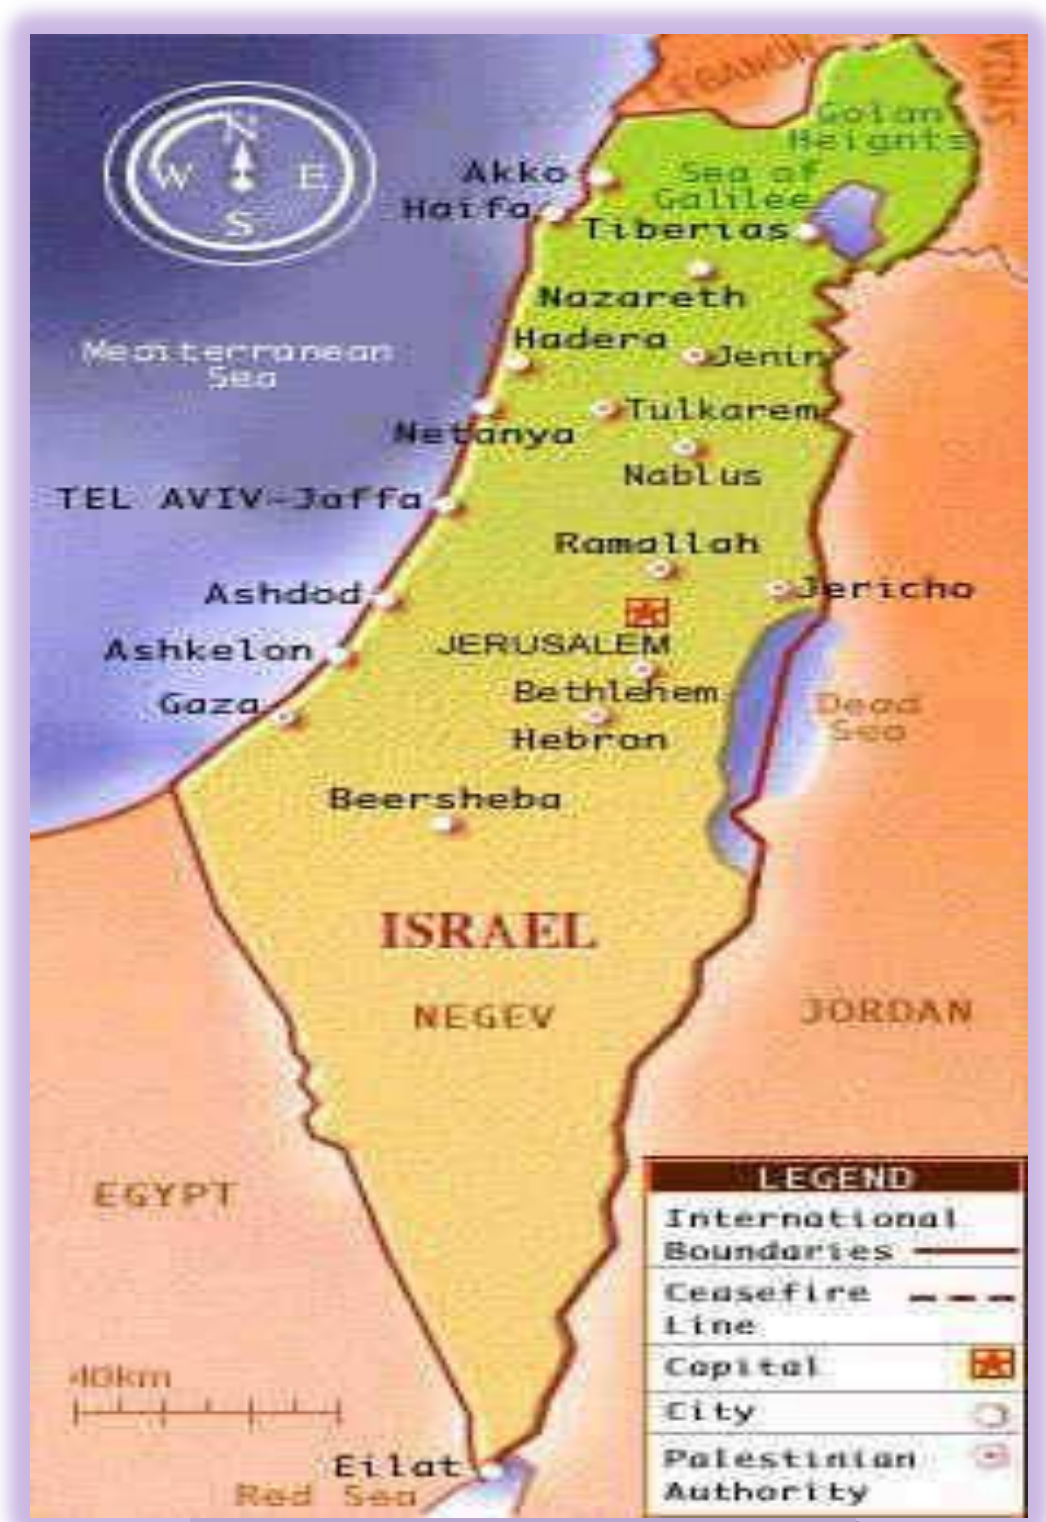 LEBANON
SYRIA
Golan
Heights
N
W E
S
Akko
Sea of
Galilee
Haifa
Tiberias
Nazareth
Hadera
Jenin
Mediterranean
Sea
Tulkarem
Netanya
Nablus
TEL AVIV-Jaffa
Ramallah
Ashdod
Jericho
JERUSALEM
Ashkelon
Bethlehem
Gaza
Dead
Sea
Hebron
Beersheba
ISRAEL
NEGEV
JORDAN
EGYPT
40km
Eilat
Red Sea
LEGEND
International
Boundaries
Ceasefire
Line
Capital
City
Palestinian
Authority